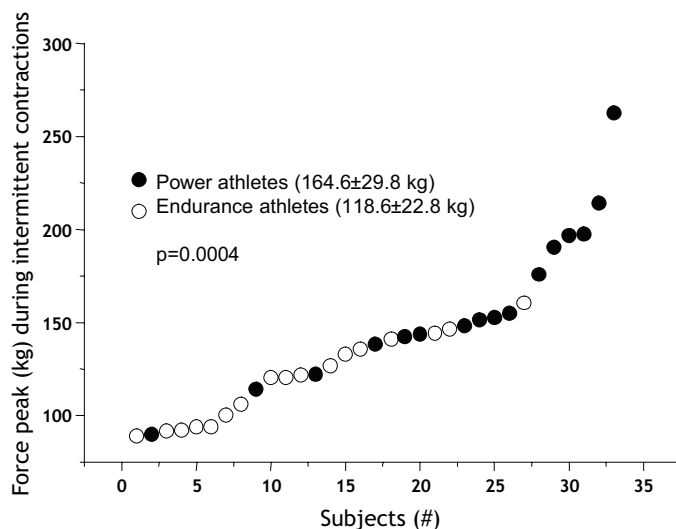 Force peak (kg) during intermittent contractions
300
250
200
150
100
Power athletes (164.6±29.8 kg)
Endurance athletes (118.6±22.8 kg)
p=0.0004
0 5 10 15 20 25 30 35
Subjects (#)